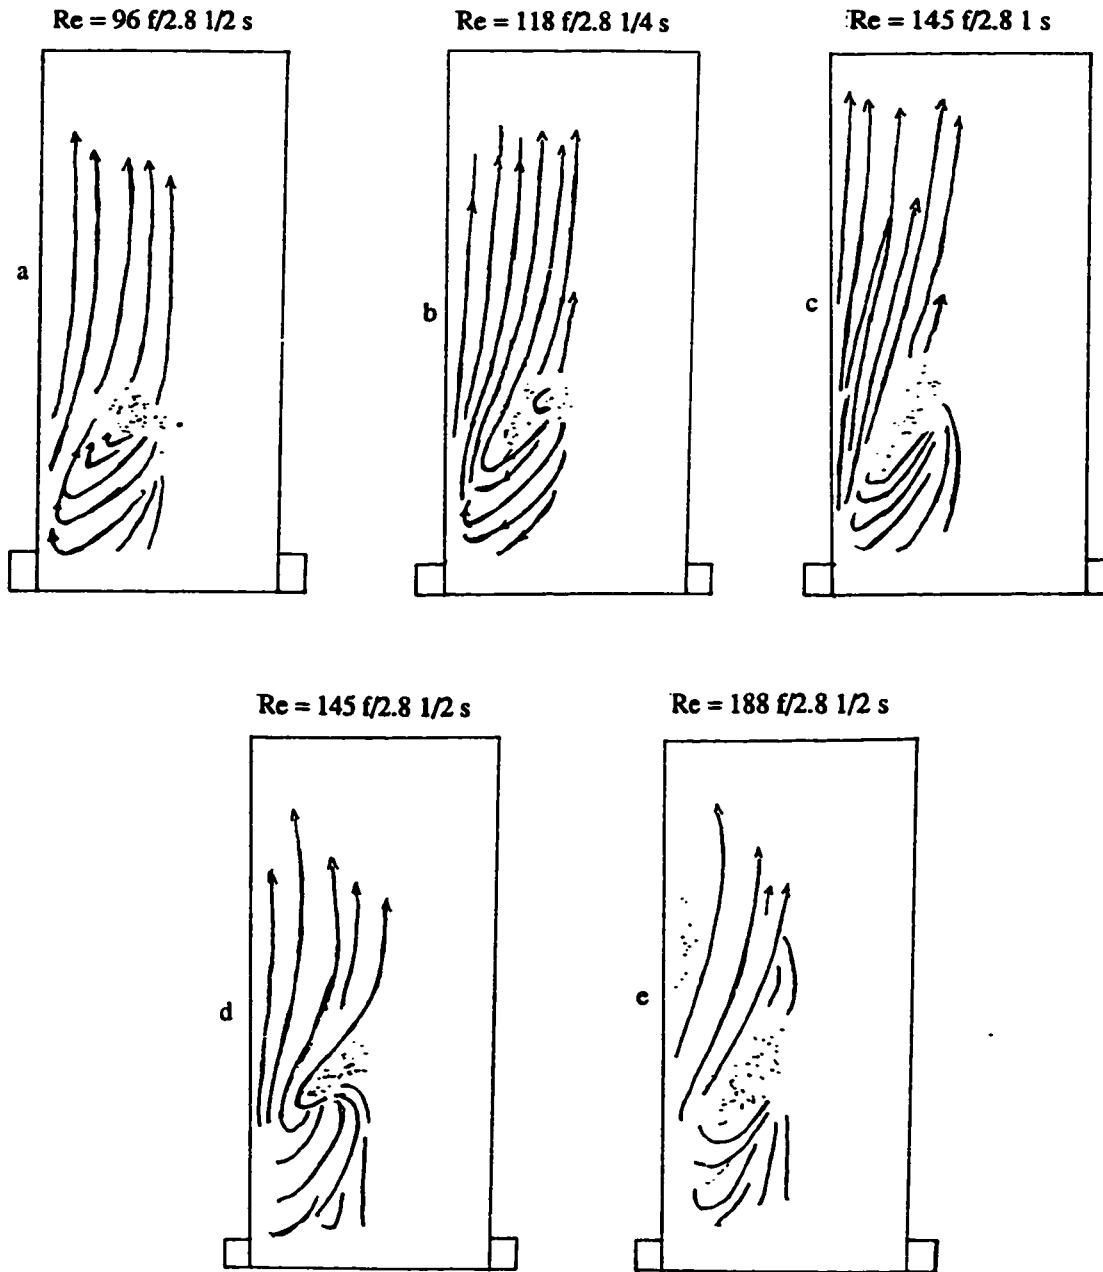 Re = 96 f/2.8 1/2 s
Re = 118 f/2.8 1/4 s
Re = 145 f/2.8 1 s
a
b
c
Re = 145 f/2.8 1/2 s
Re = 188 f/2.8 1/2 s
d
e